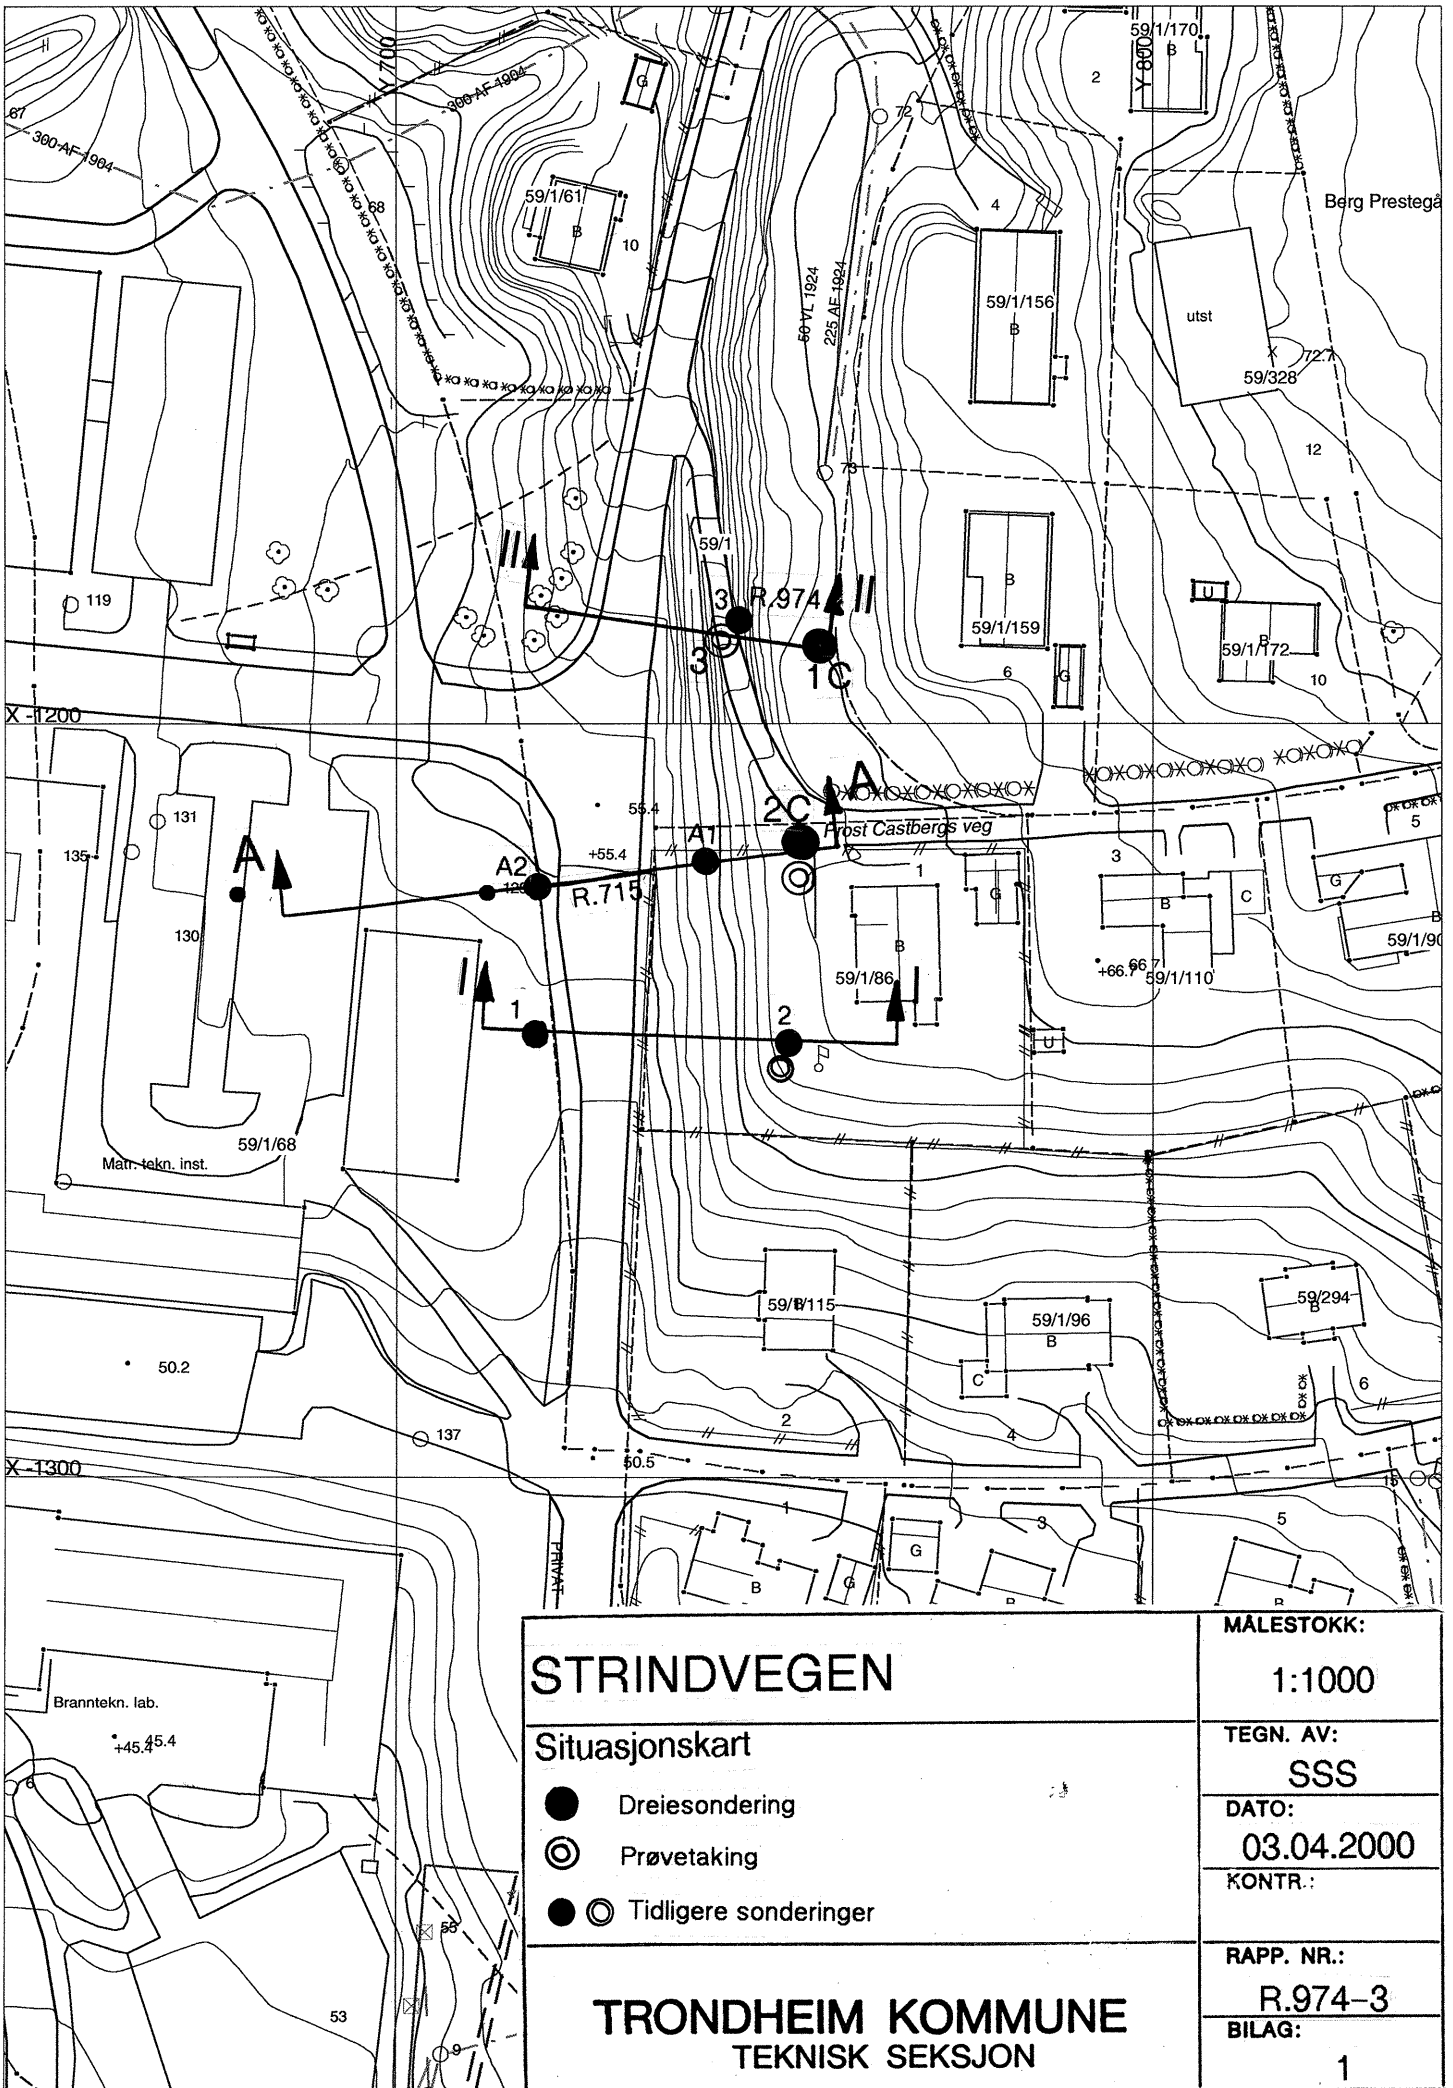 59/1/170
B
Y 700
Y 800
G
2
67
300 AF 1904
300 AF 1904
72
68
59/1/61
B
10
4
Berg Prestegå
50 VL 1924
225 AF 1924
59/1/156
B
utst
72.7
59/328
12
73
59/1
II
3
R.974
II
B
59/1/159
U
119
3
1C
B
59/1/172
G
6
10
X -1200
A
55.4
2C
131
Prost Castbergs veg
5
135
A
A2
A1
+55.4
1
3
R.715
G
B
C
G
B
130
B
59/1/90
59/1/86
+66.7
66.7
59/1/110
I
1
2
I
U
59/1/68
Matr. tekn. inst.
59/1/115
B
59/1/96
B
59/294
B
50.2
C
6
2
4
137
X -1300
50.5
15
1
3
5
PRIVAT
G
B
G
B
B
Branntekn. lab.
+45.4
45.4
6
55
53
9
STRINDVEGEN
Situasjonskart
Dreiesondering
Prøvetaking
Tidligere sonderinger
TRONDHEIM KOMMUNE
TEKNISK SEKSJON
MÅLESTOKK:
1:1000
TEGN. AV:
SSS
DATO:
03.04.2000
KONTR.:
RAPP. NR.:
R.974-3
BILAG:
1